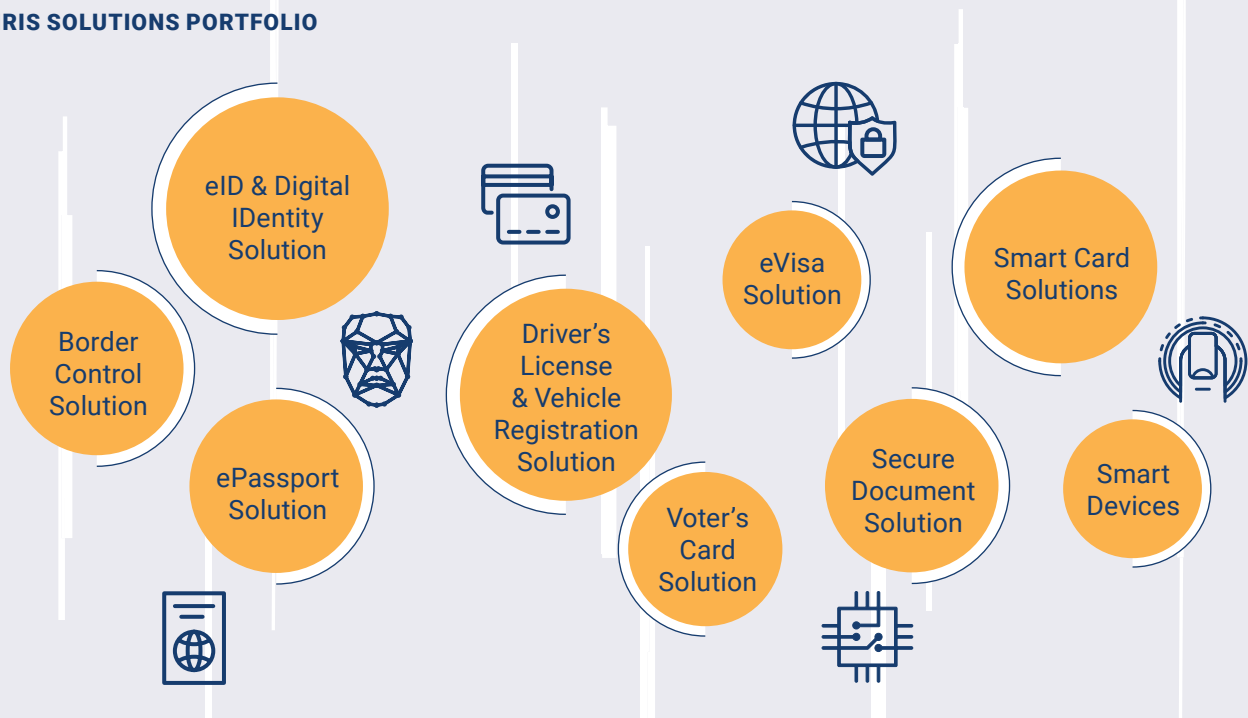 RIS SOLUTIONS PORTFOLIO
eID & Digital
IDentity
Solution
Border
Control
Solution
ePassport
Solution
Driver’s
License
& Vehicle
Registration
Solution
Voter’s
Card
Solution
eVisa
Solution
Secure
Document
Solution
Smart Card
Solutions
Smart
Devices